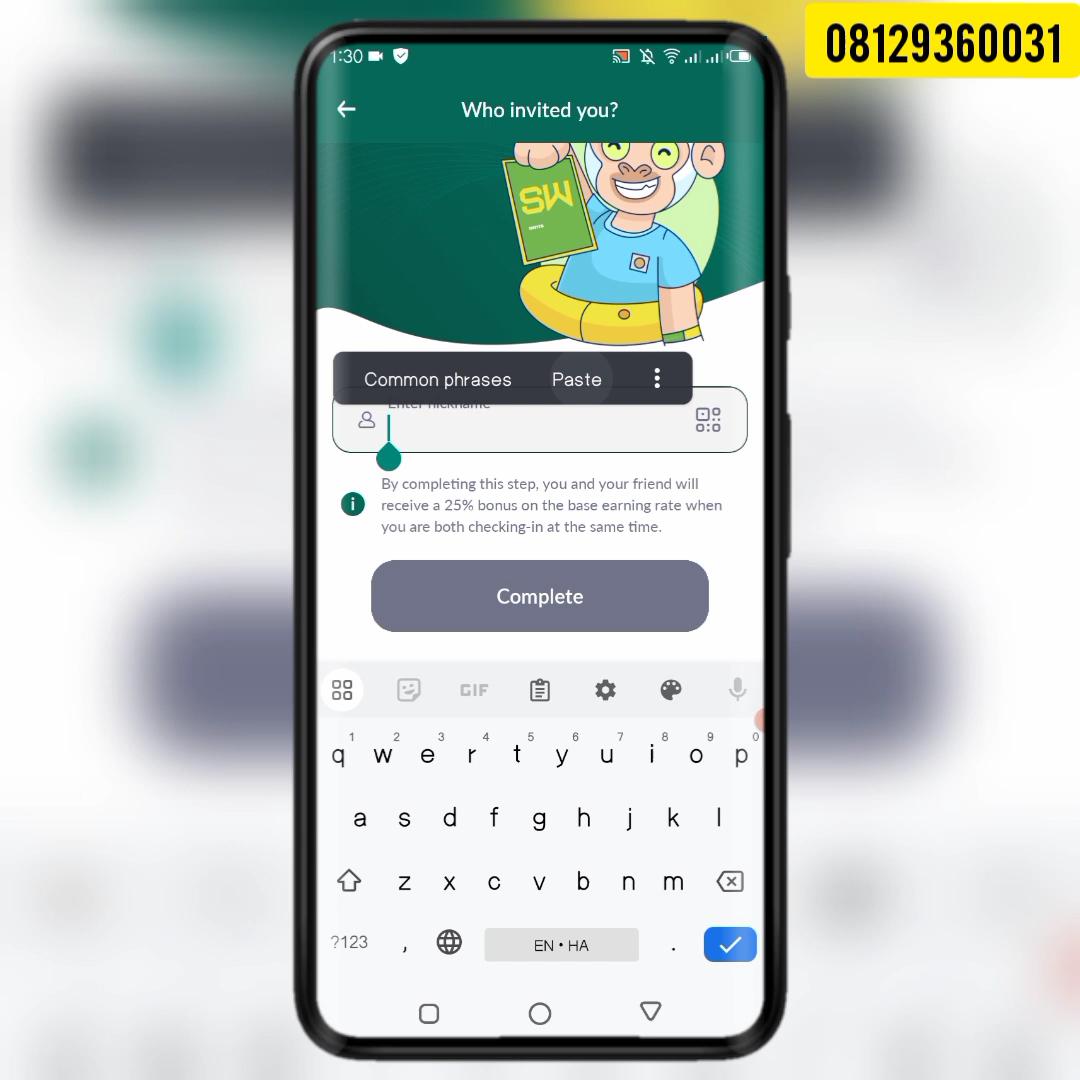 08129360031
1:30
Who invited you?
SW
Common phrases Paste
Enter nickname
By completing this step, you and your friend will
receive a 25% bonus on the base earning rate when
you are both checking-in at the same time.
Complete
GIF
1 2 3 4 5 6 7 8 9 0
q w e r t y u i o p
a s d f g h j k l
z x c v b n m
?123 , EN • HA .